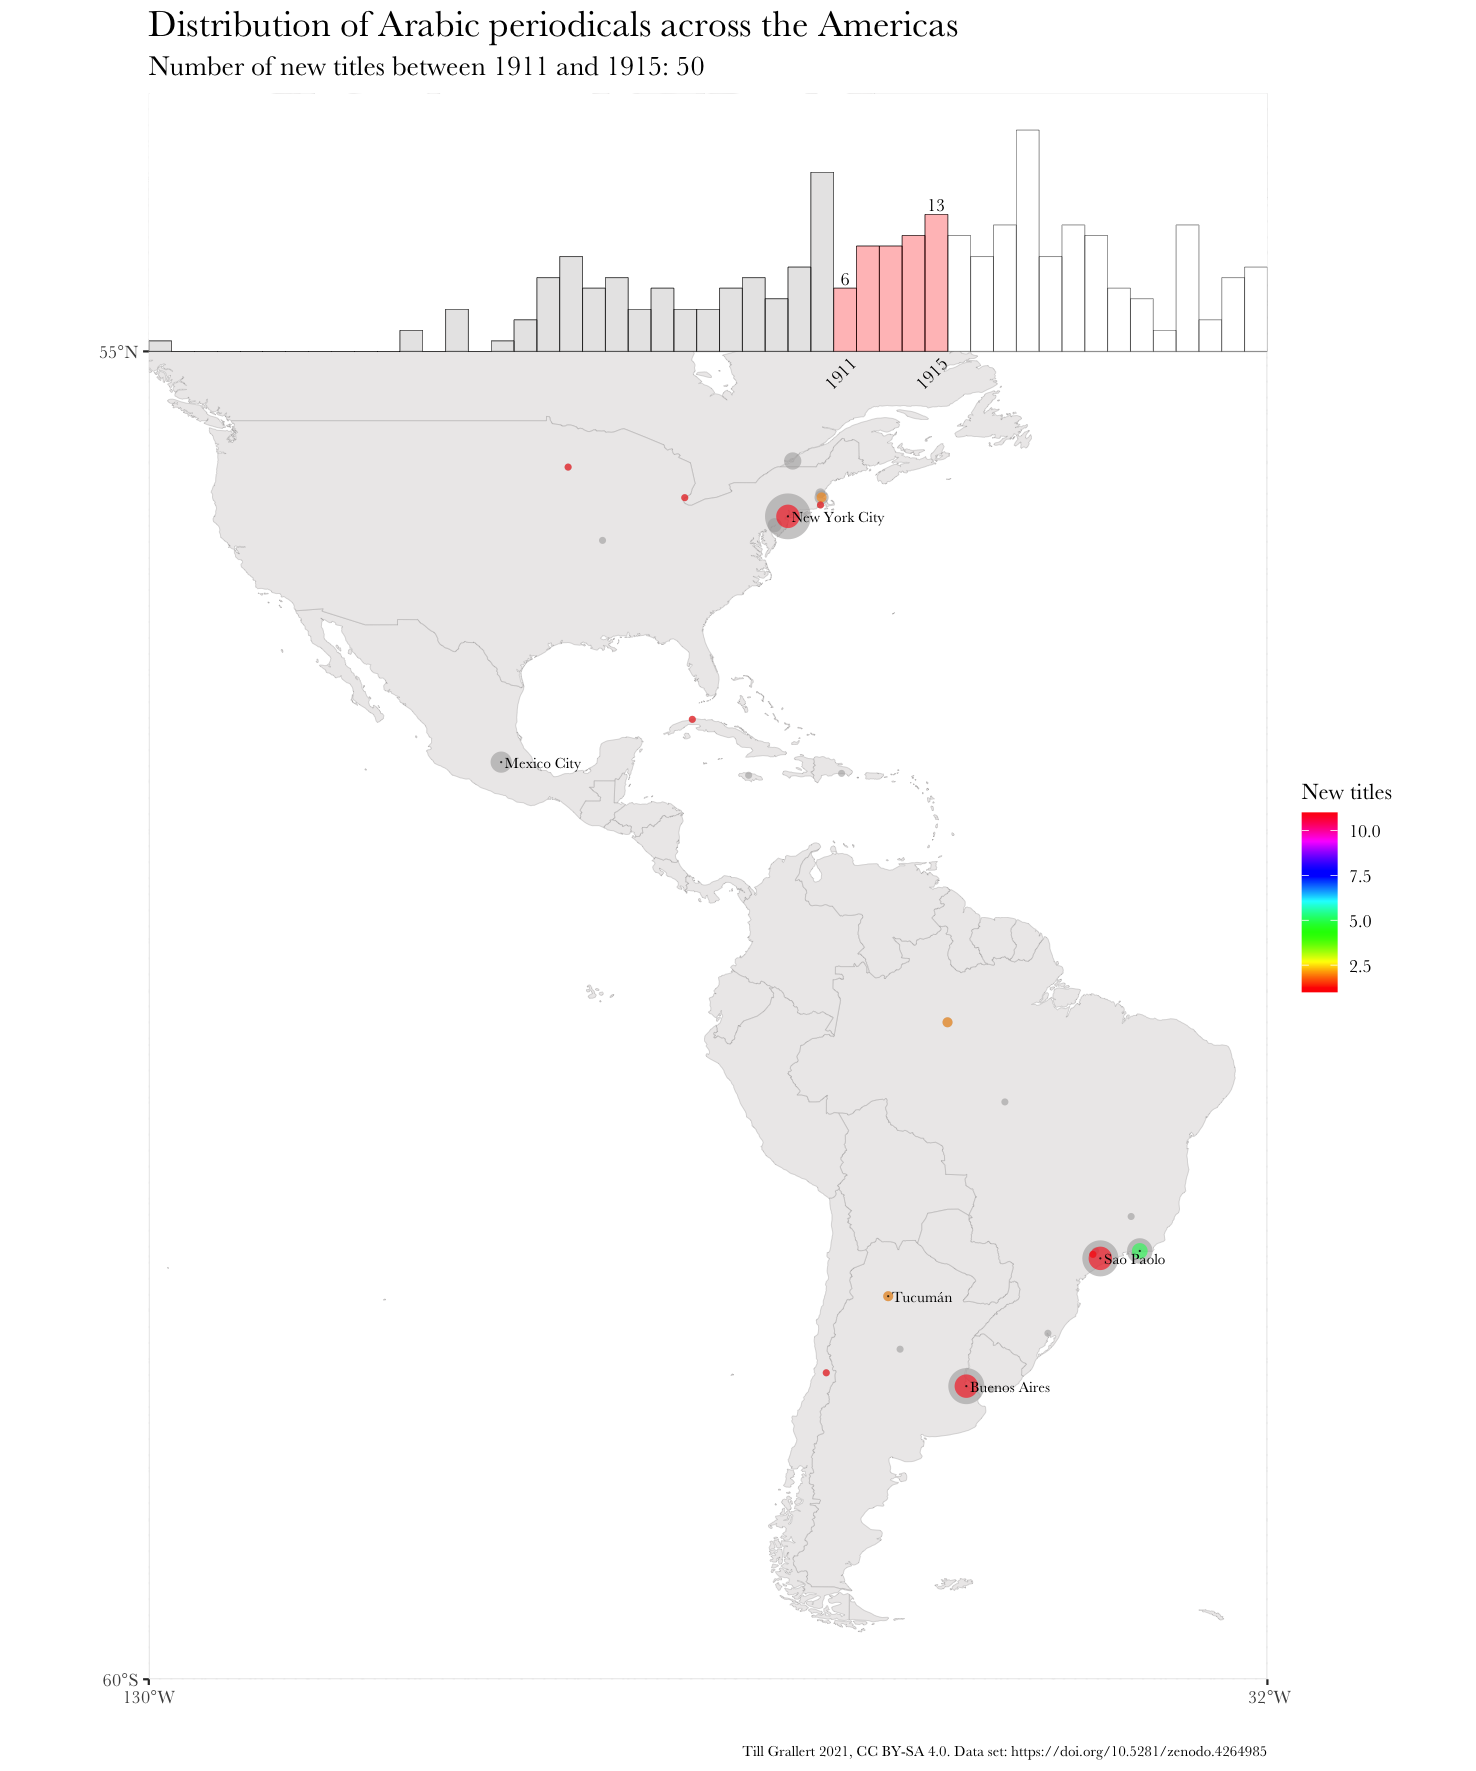 Distribution of Arabic periodicals across the Americas
Number of new titles between 1911 and 1915: 50
13
6
55°N
1911
1915
New York City
Mexico City
New titles
10.0
7.5
5.0
2.5
Sao Paolo
Tucumán
Buenos Aires
60°S
130°W
32°W
Till Grallert 2021, CC BY-SA 4.0. Data set: https://doi.org/10.5281/zenodo.4264985